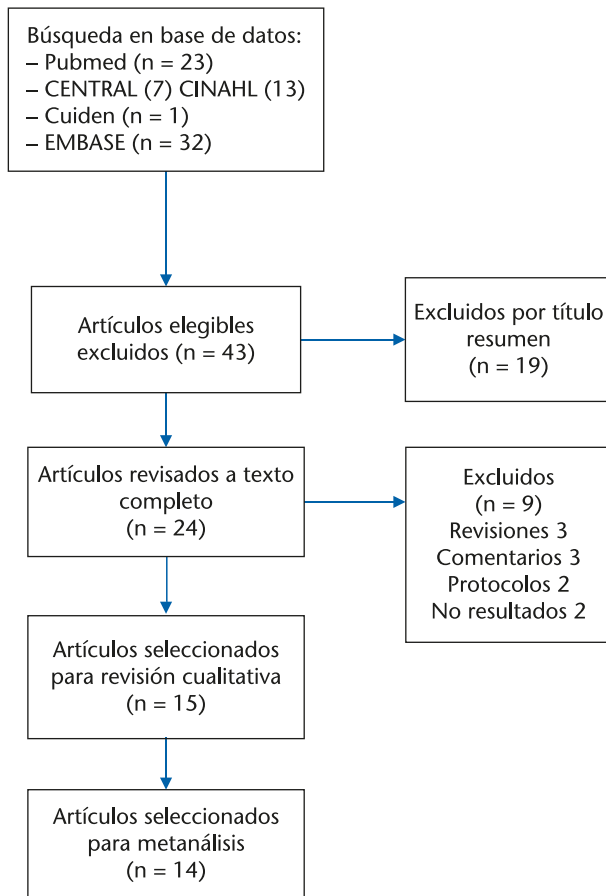 Búsqueda en base de datos:
– Pubmed (n = 23)
– CENTRAL (7) CINAHL (13)
– Cuiden (n = 1)
– EMBASE (n = 32)
Artículos elegibles
excluidos (n = 43)
Excluidos por título
resumen
(n = 19)
Artículos revisados a texto
completo
(n = 24)
Excluidos
(n = 9)
Revisiones 3
Comentarios 3
Protocolos 2
No resultados 2
Artículos seleccionados
para revisión cualitativa
(n = 15)
Artículos seleccionados
para metanálisis
(n = 14)